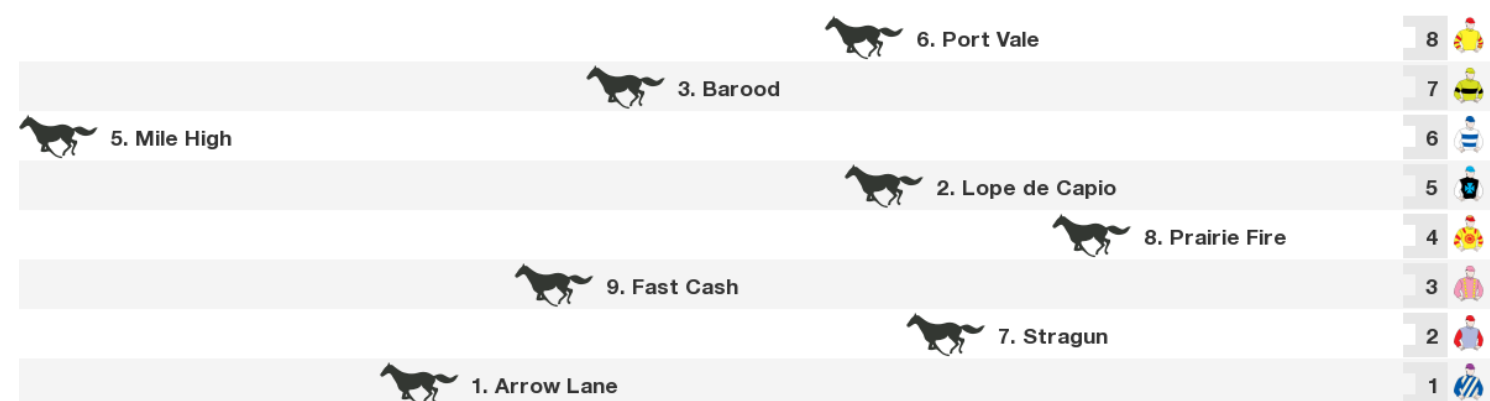 6. Port Vale 8
3. Barood 7
5. Mile High 6
2. Lope de Capio 5
8. Prairie Fire 4
9. Fast Cash 3
7. Stragun 2
1. Arrow Lane 1